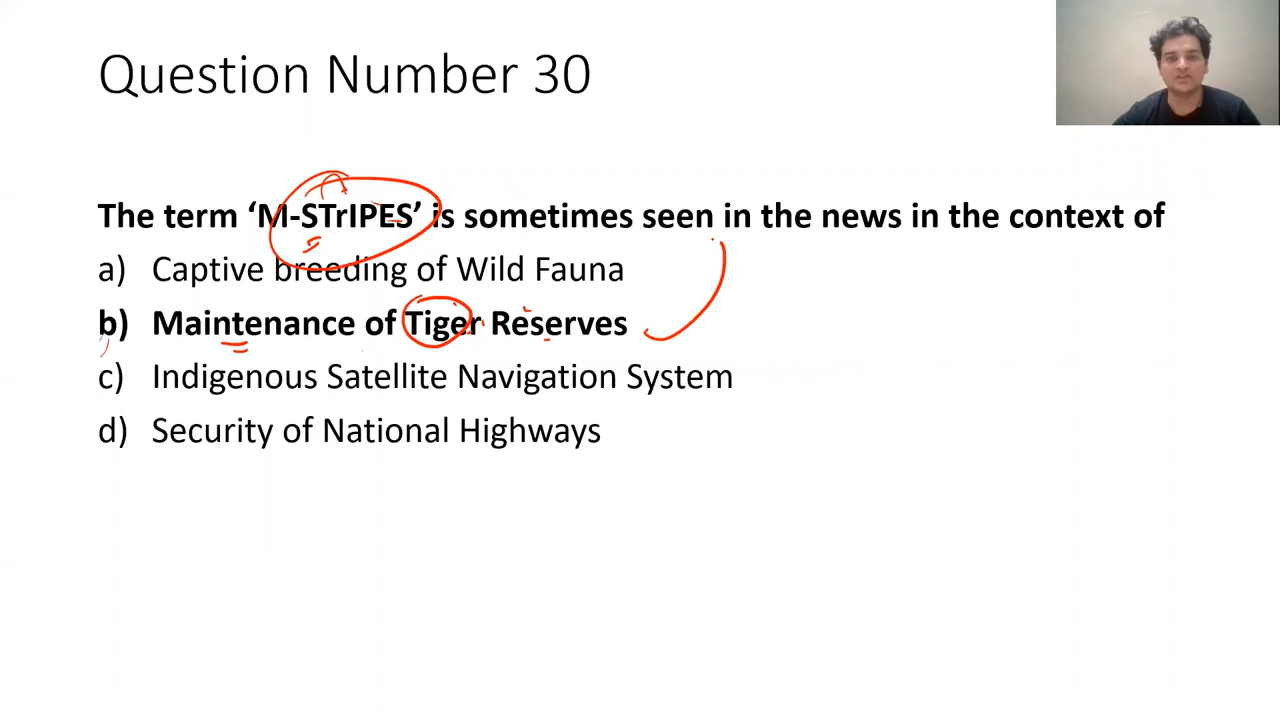 Question Number 30
The term ‘M-STrIPES’ is sometimes seen in the news in the context of
a) Captive breeding of Wild Fauna
b) Maintenance of Tiger Reserves
c) Indigenous Satellite Navigation System
d) Security of National Highways